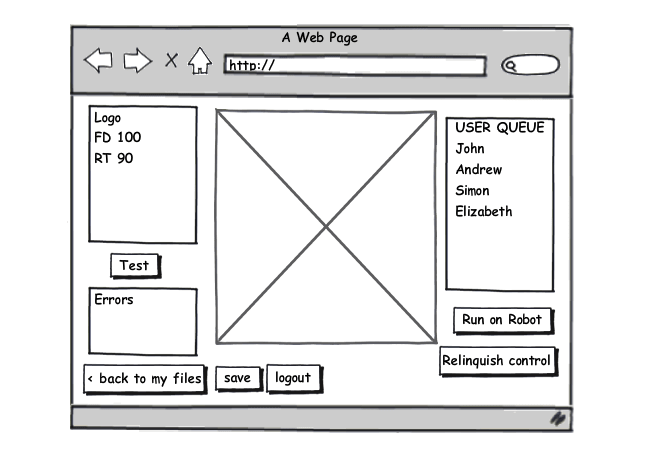 A Web Page
http://
Logo
FD 100
RT 90
Test
Errors
< back to my files
save
logout
USER QUEUE
John
Andrew
Simon
Elizabeth
Run on Robot
Relinquish control